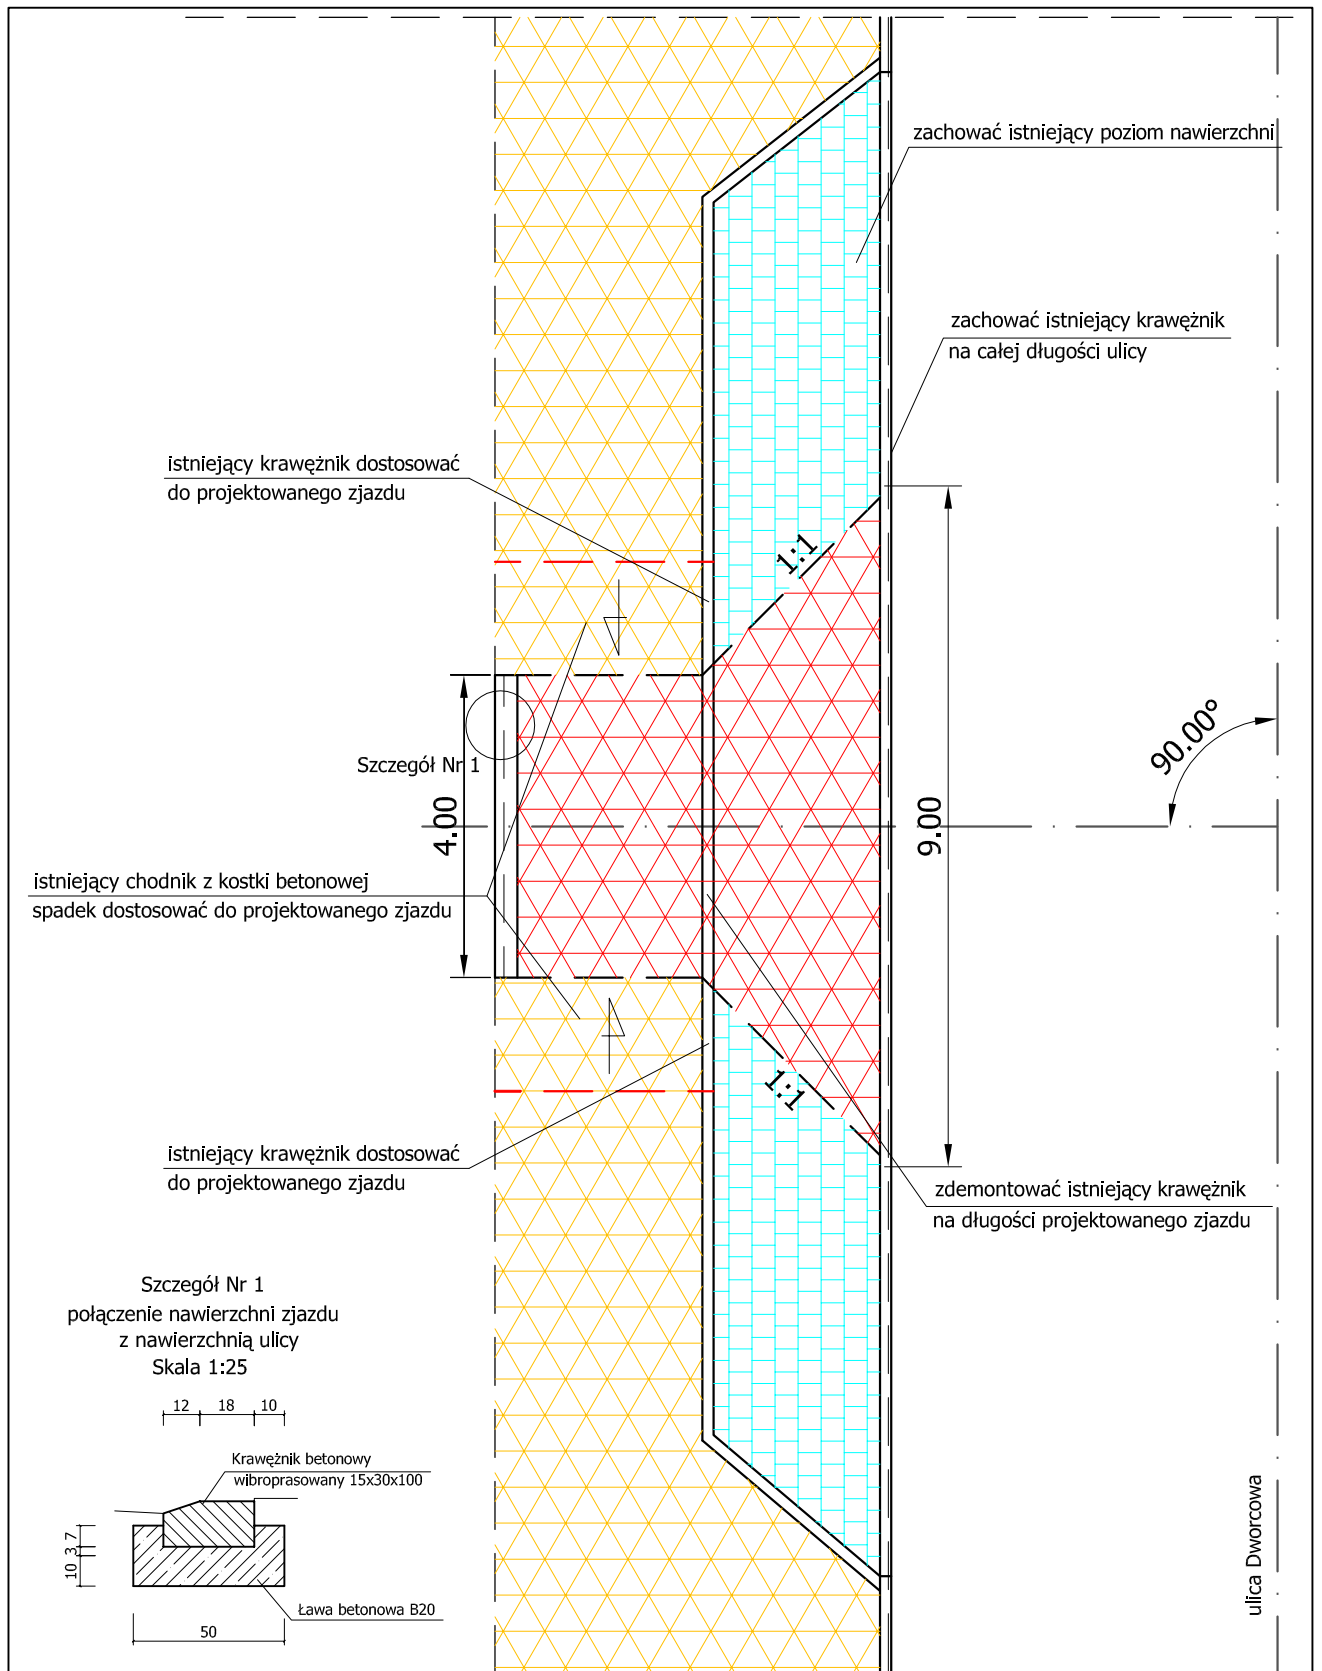 zachować istniejący poziom nawierzchni
zachować istniejący krawężnik
na całej długości ulicy
istniejący krawężnik dostosować
do projektowanego zjazdu
1:1
90.00°
Szczegół Nr 1
4.00
9.00
istniejący chodnik z kostki betonowej
spadek dostosować do projektowanego zjazdu
1:1
istniejący krawężnik dostosować
do projektowanego zjazdu
zdemontować istniejący krawężnik
na długości projektowanego zjazdu
Szczegół Nr 1
połączenie nawierzchni zjazdu
z nawierzchnią ulicy
Skala 1:25
12 18 10
Krawężnik betonowy
wibroprasowany 15x30x100
10 3 7
Ława betonowa B20
50
ulica Dworcowa